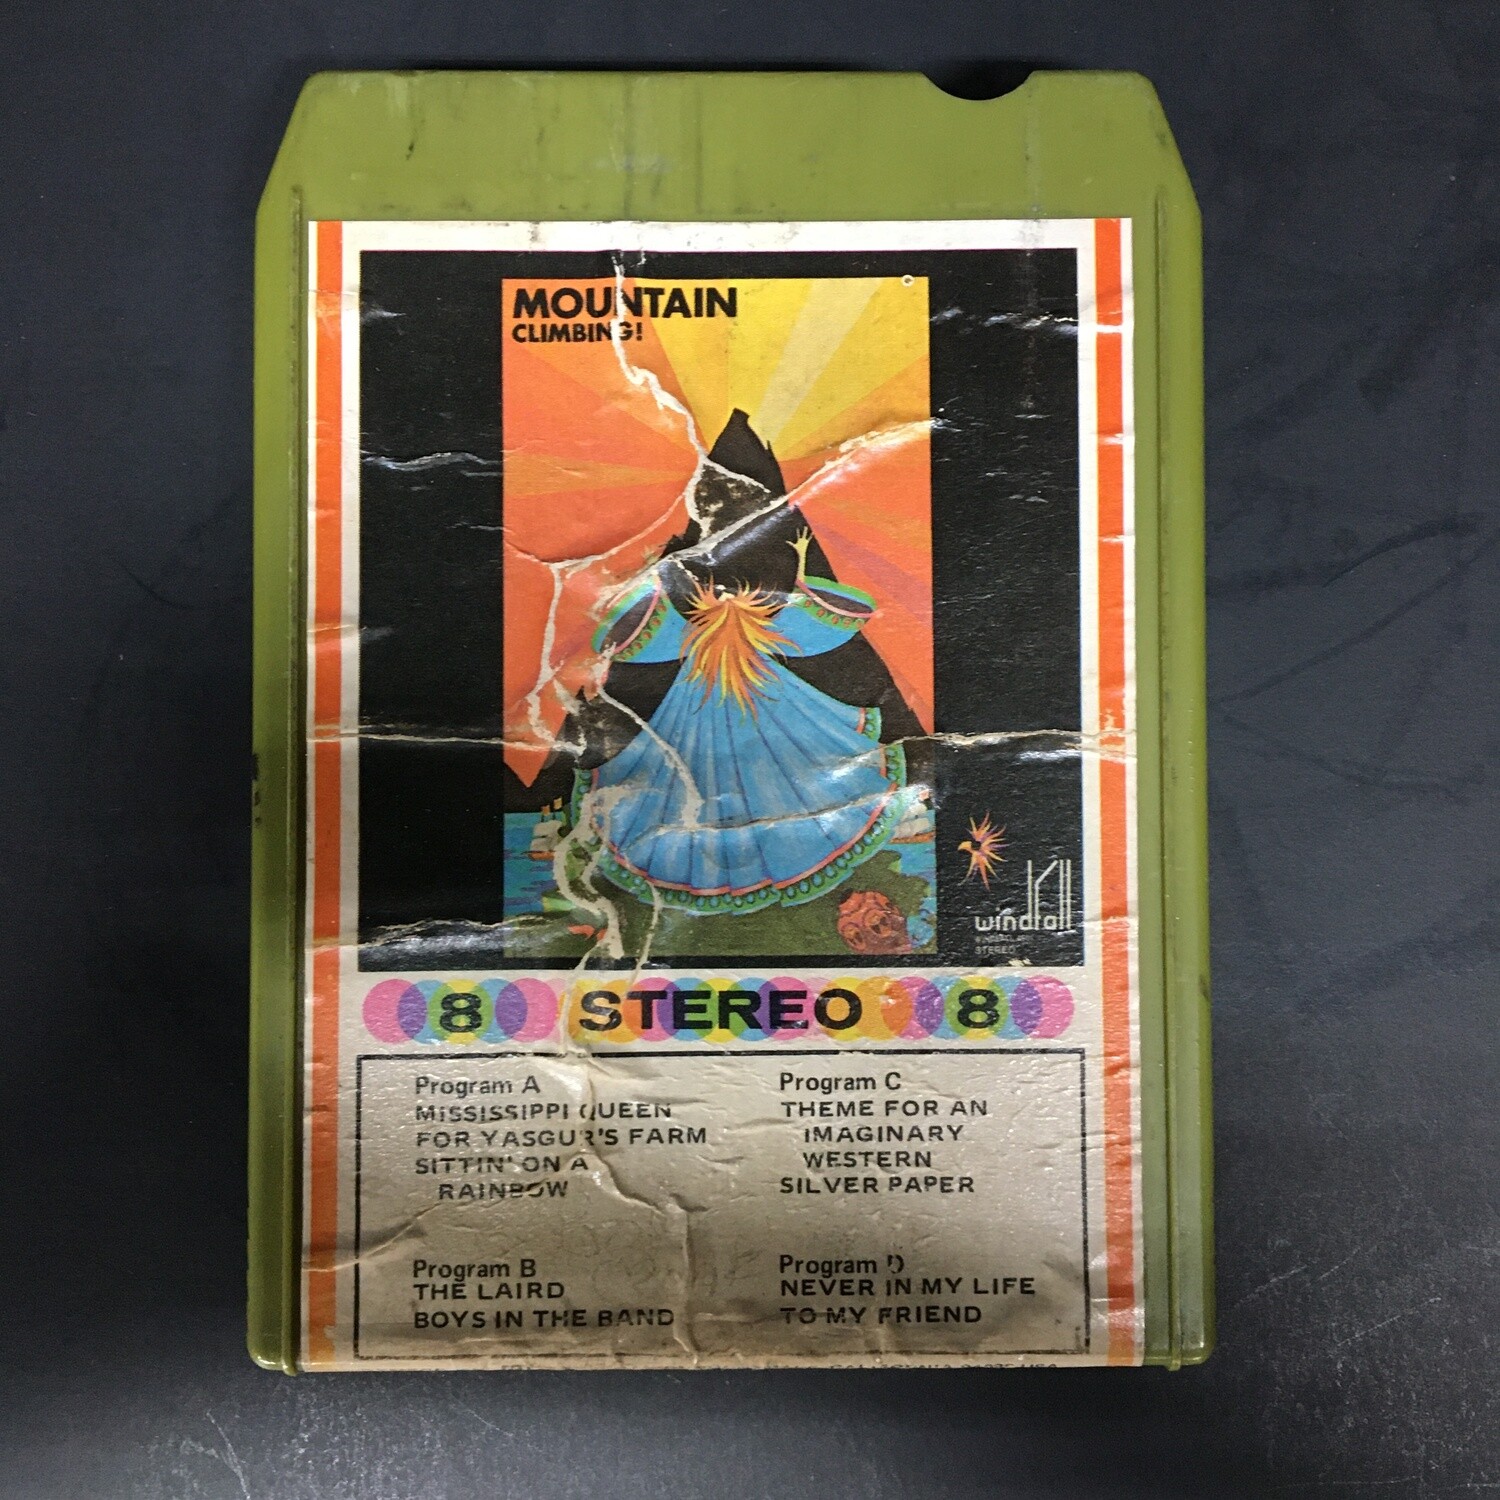 MOUNTAIN
CLIMBING!
windfall
STEREO
8 STEREO 8
Program A
MISSISSIPPI QUEEN
FOR YASGUR'S FARM
SITTIN' ON A
RAINBOW
Program B
THE LAIRD
BOYS IN THE BAND
Program C
THEME FOR AN
IMAGINARY
WESTERN
SILVER PAPER
Program D
NEVER IN MY LIFE
TO MY FRIEND